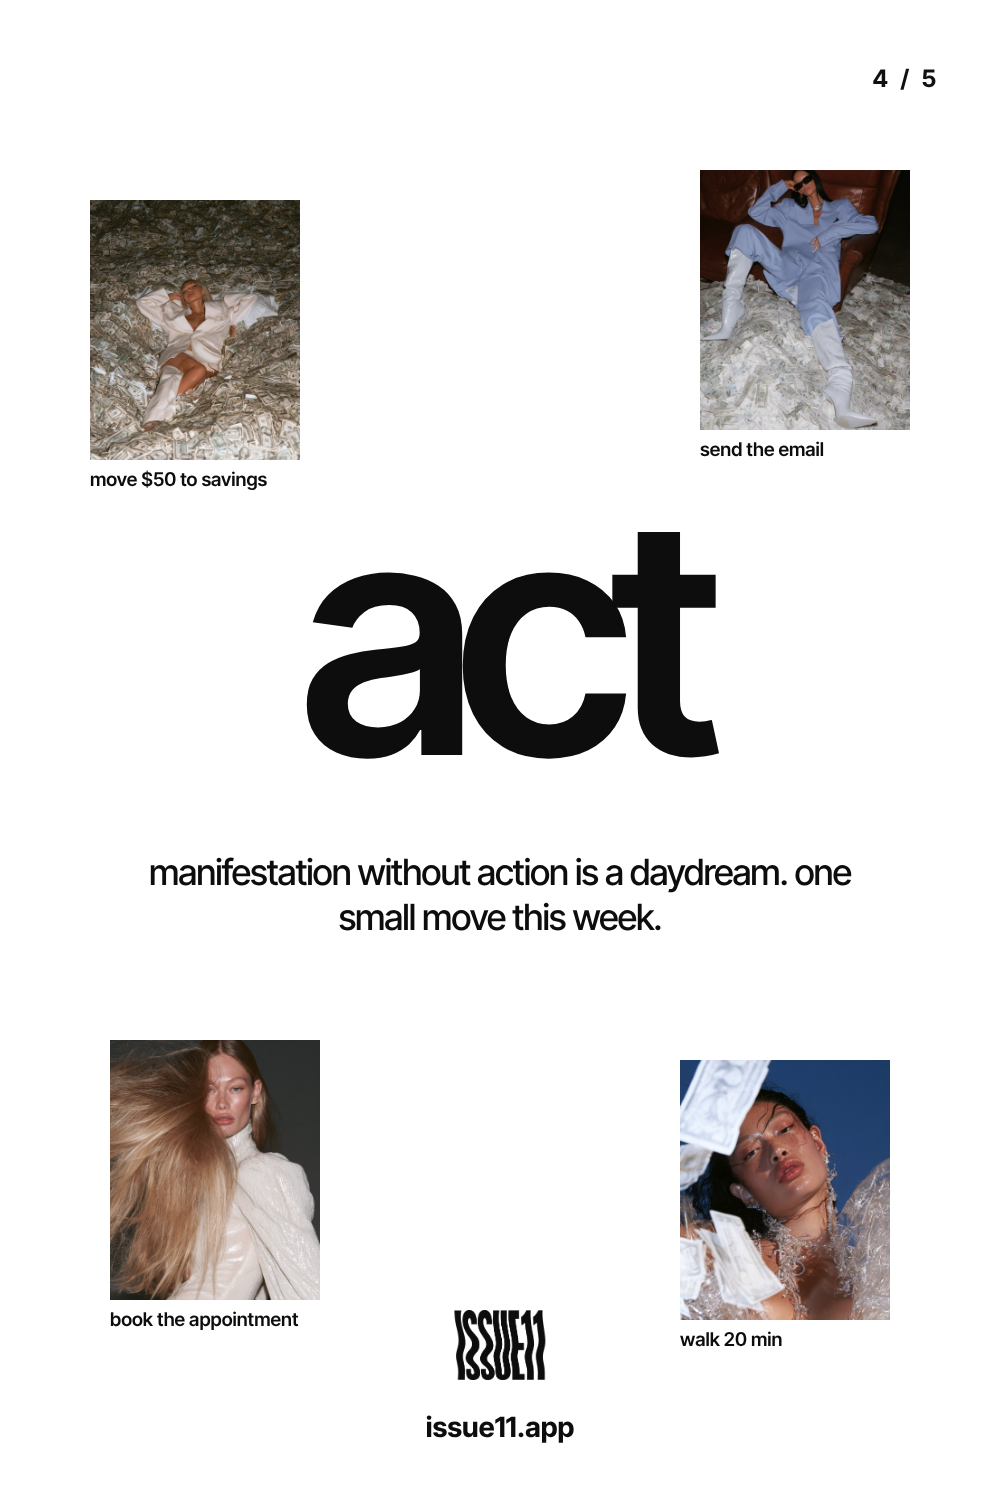 4 / 5
send the email
move $50 to savings
act
manifestation without action is a daydream. one
small move this week.
book the appointment
walk 20 min
ISSUE11
issue11.app